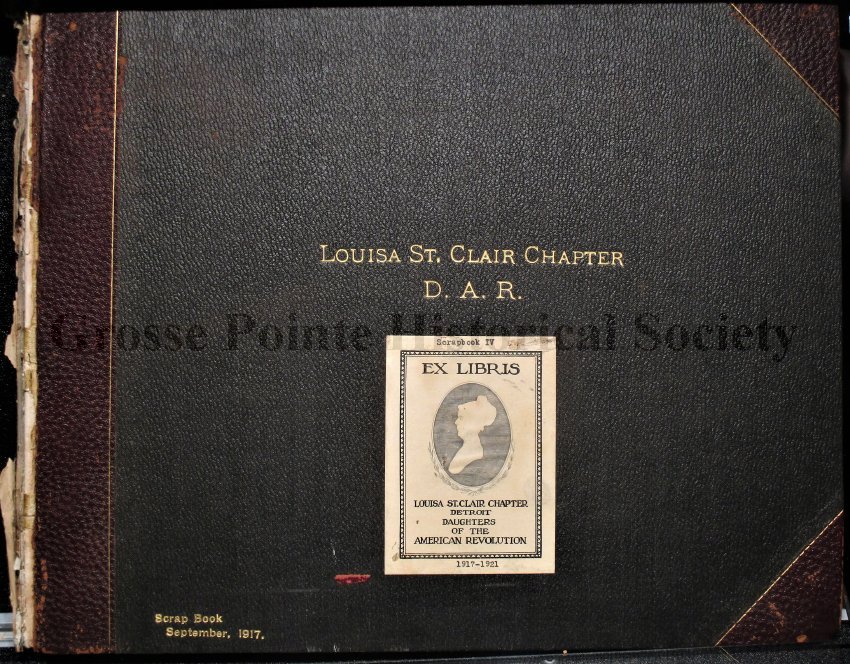 LOUISA ST. CLAIR CHAPTER
D. A. R.
Grosse Pointe Historical Society
Scrapbook IV
EX LIBRIS
LOUISA ST. CLAIR CHAPTER
DETROIT
DAUGHTERS
OF THE
AMERICAN REVOLUTION
1917-1921
Scrap Book
September, 1917.